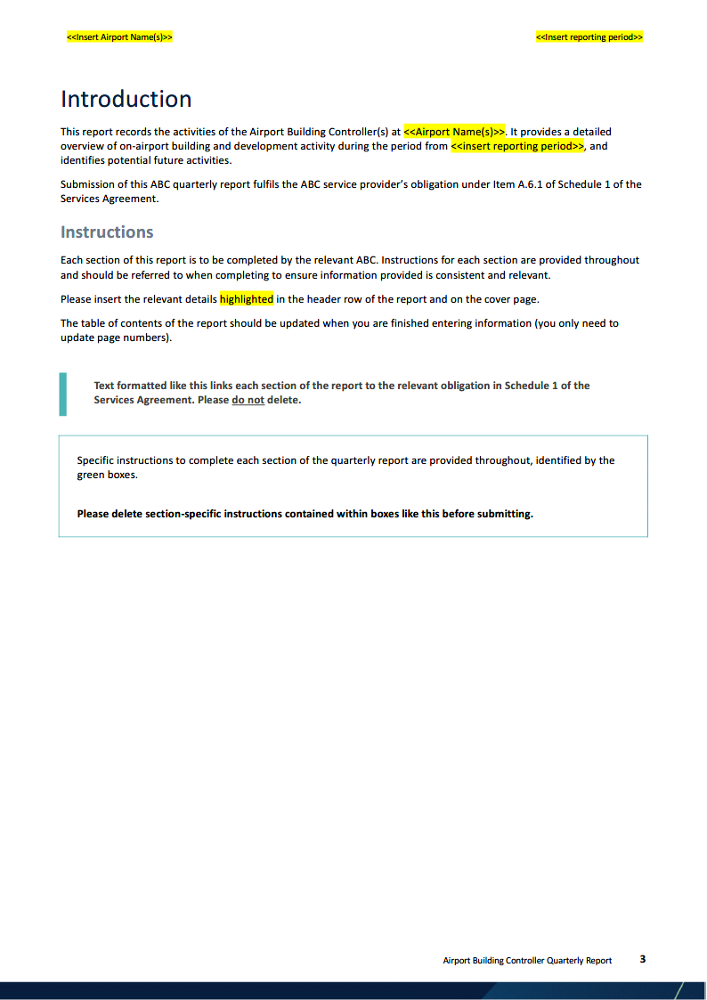 <<Insert Airport Name(s)>> <<Insert reporting period>>
Introduction
This report records the activities of the Airport Building Controller(s) at <<Airport Name(s)>>. It provides a detailed
overview of on-airport building and development activity during the period from <<insert reporting period>>, and
identifies potential future activities.
Submission of this ABC quarterly report fulfils the ABC service provider’s obligation under Item A.6.1 of Schedule 1 of the
Services Agreement.
Instructions
Each section of this report is to be completed by the relevant ABC. Instructions for each section are provided throughout
and should be referred to when completing to ensure information provided is consistent and relevant.
Please insert the relevant details highlighted in the header row of the report and on the cover page.
The table of contents of the report should be updated when you are finished entering information (you only need to
update page numbers).
Text formatted like this links each section of the report to the relevant obligation in Schedule 1 of the
Services Agreement. Please do not delete.
Specific instructions to complete each section of the quarterly report are provided throughout, identified by the
green boxes.
Please delete section-specific instructions contained within boxes like this before submitting.
Airport Building Controller Quarterly Report 3